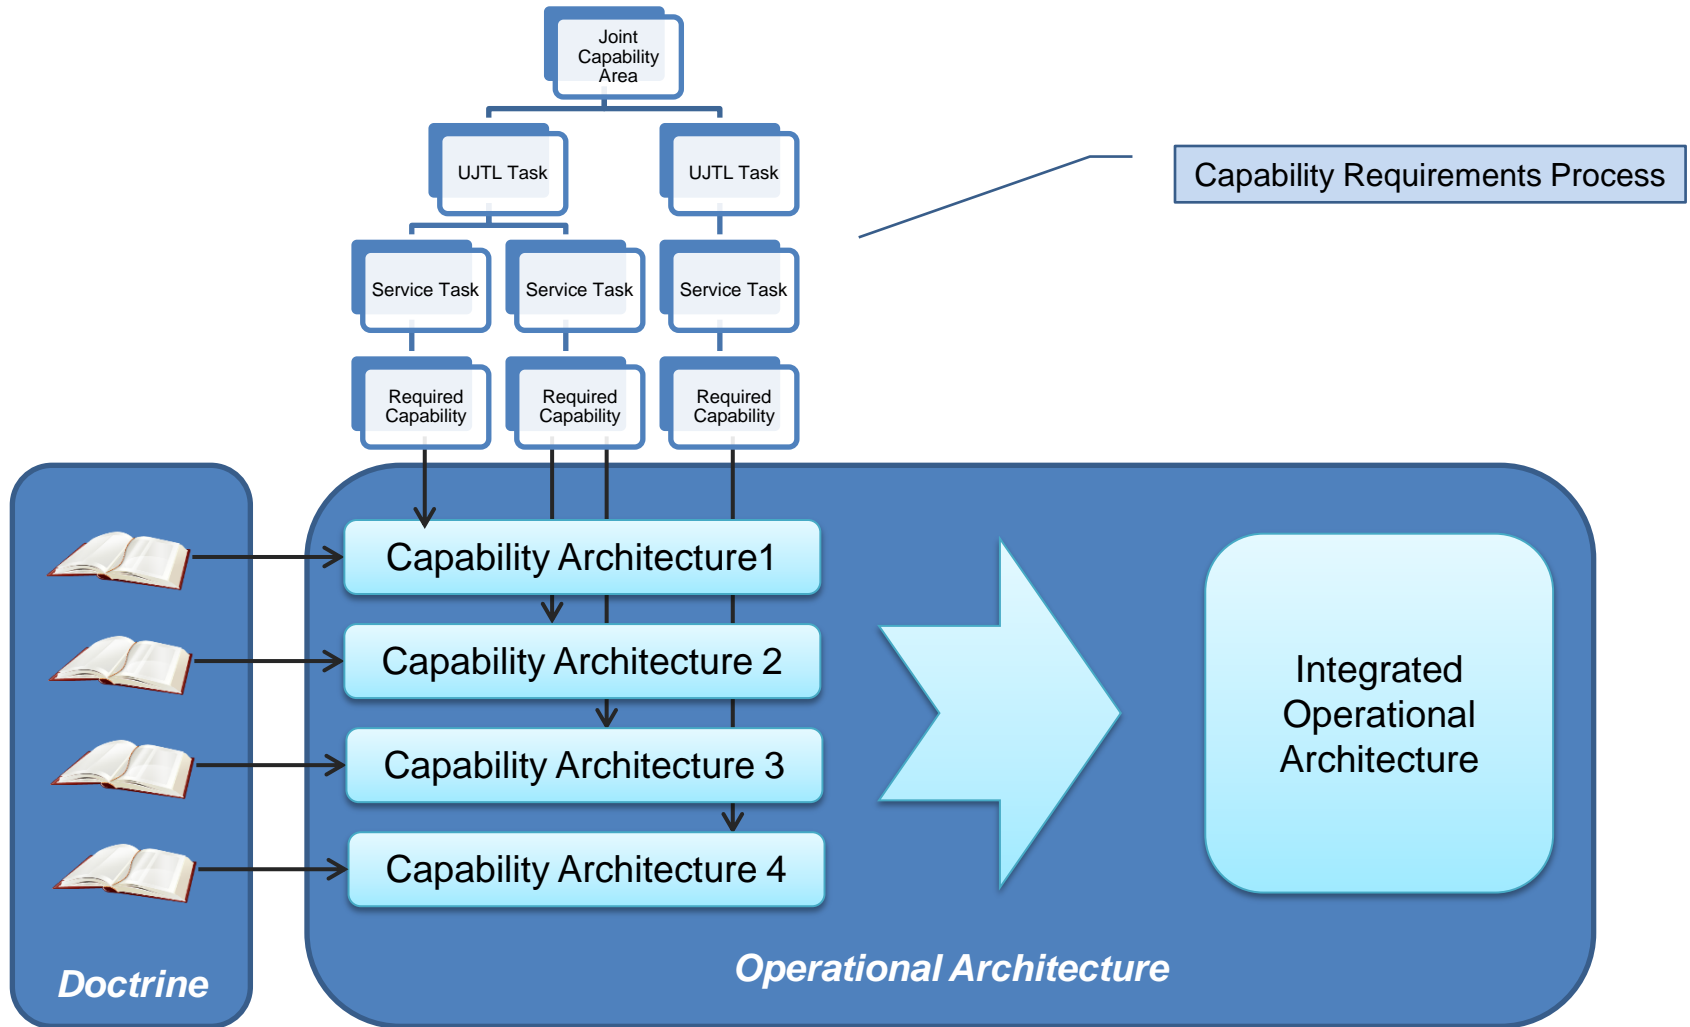 Joint
Capability
Area
UJTL Task
UJTL Task
Capability Requirements Process
Service Task
Service Task
Service Task
Required
Capability
Required
Capability
Required
Capability
Capability Architecture1
Capability Architecture 2
Capability Architecture 3
Capability Architecture 4
Integrated
Operational
Architecture
Doctrine
Operational Architecture